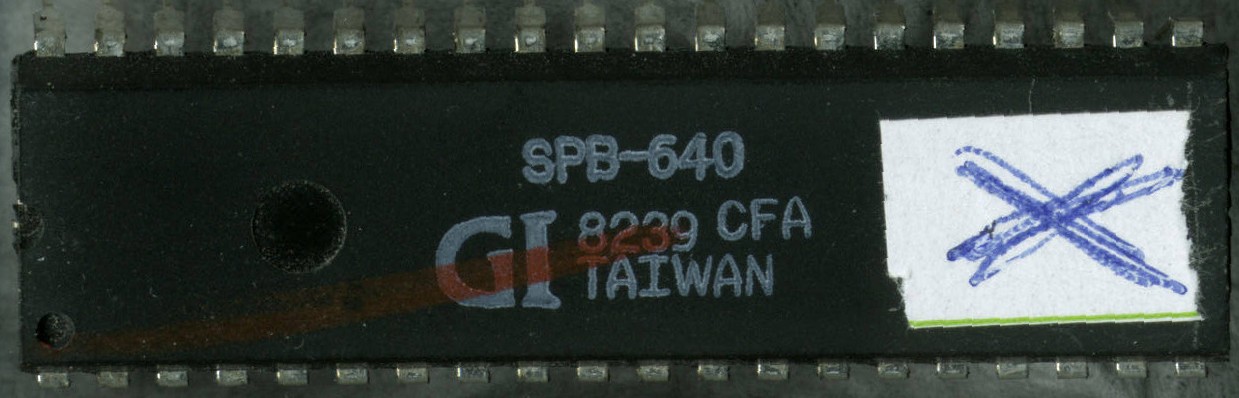 SPB-640
GI 8239 CFA
TAIWAN